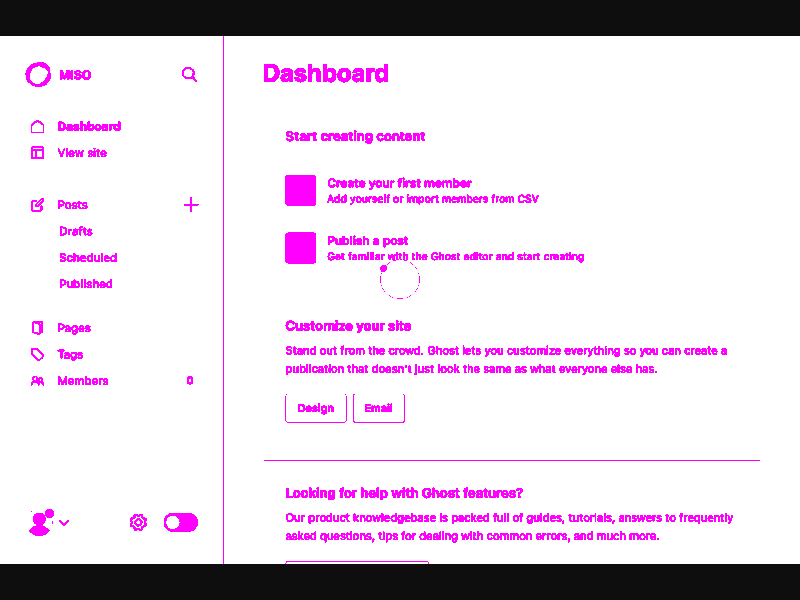 MISO
Dashboard
View site
Posts
Drafts
Scheduled
Published
Pages
Tags
Members 0
Dashboard
Start creating content
Create your first member
Add yourself or import members from CSV
Publish a post
Get familiar with the Ghost editor and start creating
Customize your site
Stand out from the crowd. Ghost lets you customize everything so you can create a
publication that doesn't just look the same as what everyone else has.
Design
Email
Looking for help with Ghost features?
Our product knowledgebase is packed full of guides, tutorials, answers to frequently
asked questions, tips for dealing with common errors, and much more.